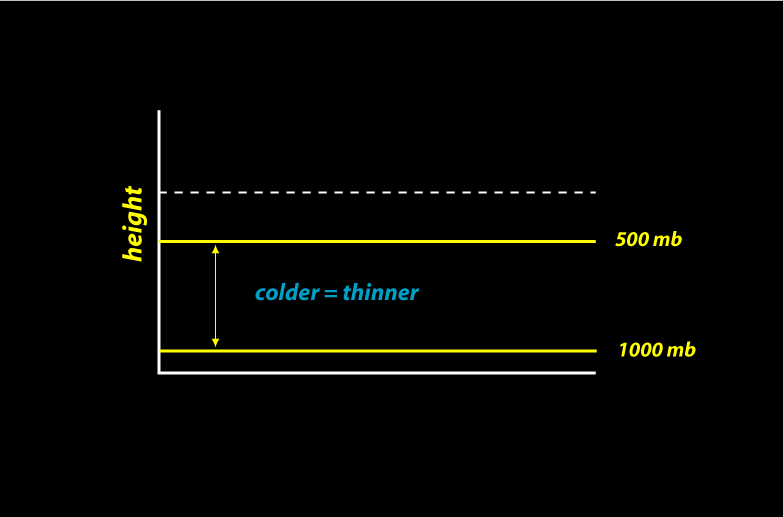 height
500 mb
colder = thinner
1000 mb